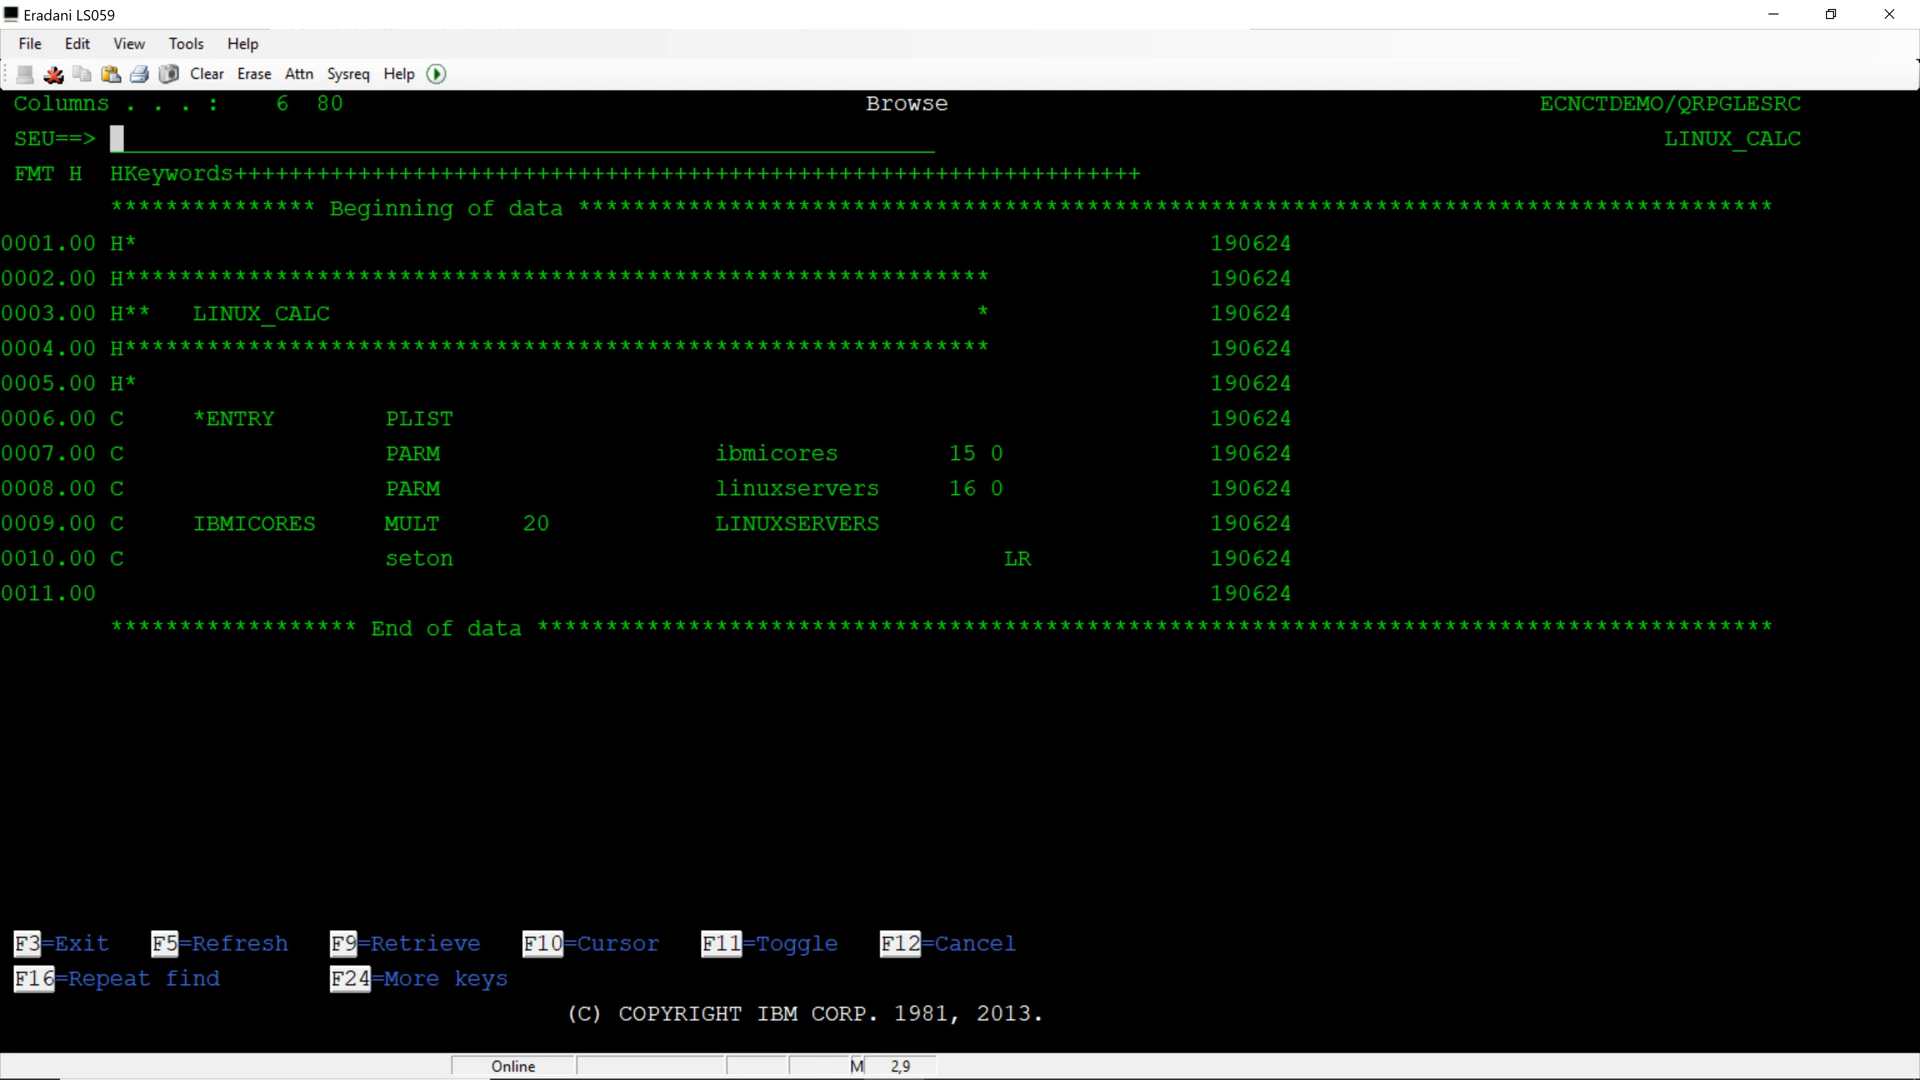 Eradani LS059
File Edit View Tools Help
Clear Erase Attn Sysreq Help
Columns . . . : 6 80 Browse ECNCTDEMO/QRPGLESRC
SEU==> LINUX_CALC
FMT H HKeywords++++++++++++++++++++++++++++++++++++++++++++++++++++++++++++++++++
*************** Beginning of data ***************************************************************************************
0001.00 H* 190624
0002.00 H*************************************************************** 190624
0003.00 H** LINUX_CALC * 190624
0004.00 H*************************************************************** 190624
0005.00 H* 190624
0006.00 C *ENTRY PLIST 190624
0007.00 C PARM ibmicores 15 0 190624
0008.00 C PARM linuxservers 16 0 190624
0009.00 C IBMICORES MULT 20 LINUXSERVERS 190624
0010.00 C seton LR 190624
0011.00 190624
****************** End of data ******************************************************************************************
F3=Exit F5=Refresh F9=Retrieve F10=Cursor F11=Toggle F12=Cancel
F16=Repeat find F24=More keys
(C) COPYRIGHT IBM CORP. 1981, 2013.
Online M 2,9